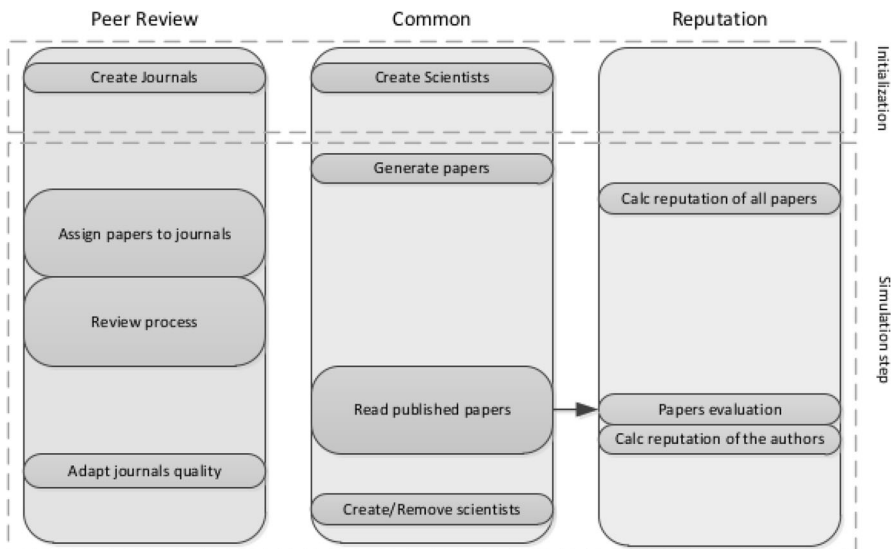 Peer Review
Common
Reputation
Create Journals
Create Scientists
Initialization
Generate papers
Calc reputation of all papers
Assign papers to journals
Review process
Simulation step
Read published papers
Papers evaluation
Calc reputation of the authors
Adapt journals quality
Create/Remove scientists